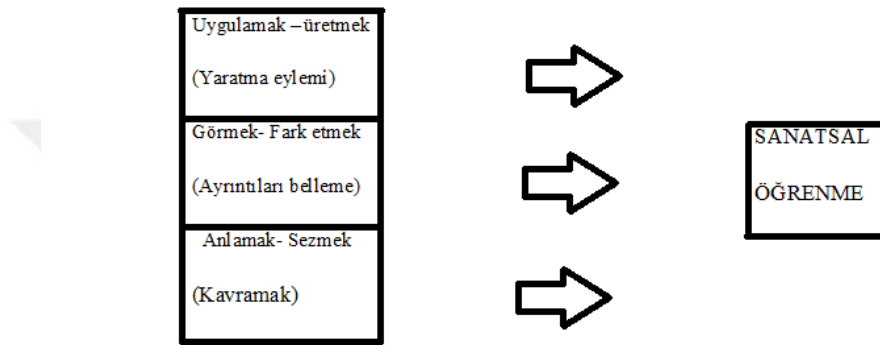 Uygulamak –üretmek
(Yaratma eylemi)
Görmek- Fark etmek
(Ayrıntıları belleme)
Anlamak- Sezmek
(Kavramak)
SANATSAL
ÖĞRENME